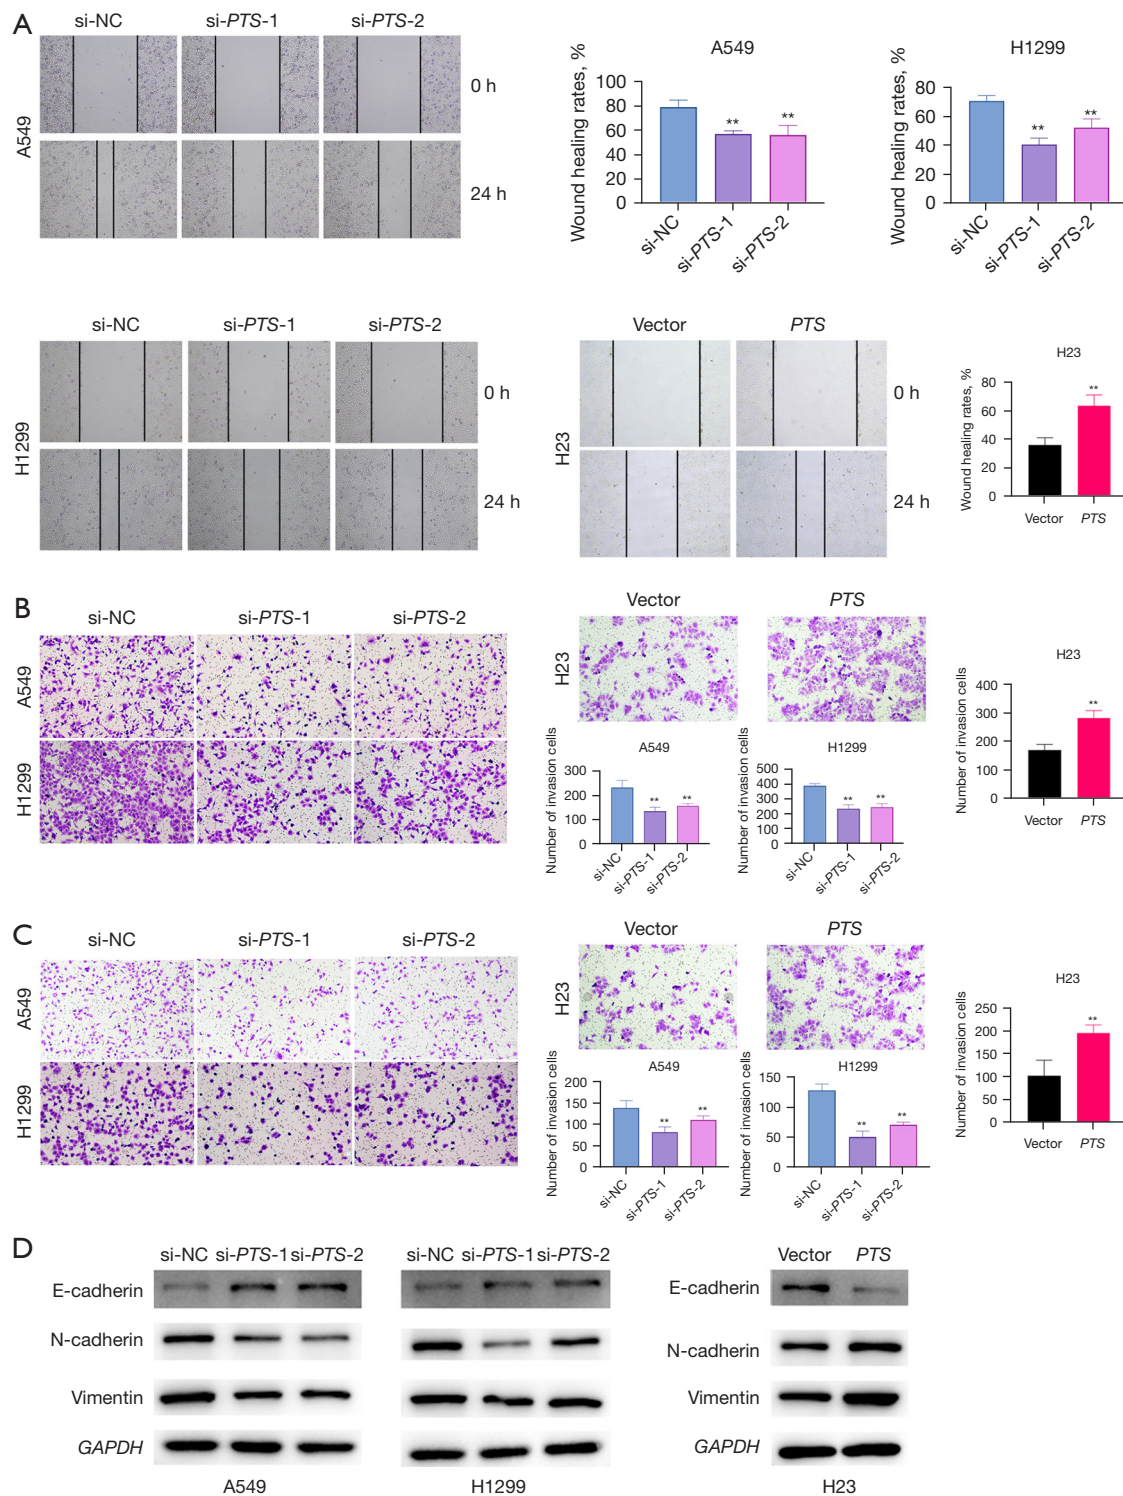 A
si-NC si-PTS-1 si-PTS-2
A549
0 h
24 h
A549
Wound healing rates, %
100
80
60
40
20
0
** **
si-NC si-PTS-1 si-PTS-2
H1299
Wound healing rates, %
80
60
40
20
0
** **
si-NC si-PTS-1 si-PTS-2
si-NC si-PTS-1 si-PTS-2
H1299
0 h
24 h
Vector PTS
H23
0 h
24 h
H23
Wound healing rates, %
80
60
40
20
0
**
Vector PTS
B
si-NC si-PTS-1 si-PTS-2
A549
H1299
Vector PTS
H23
A549
Number of invasion cells
300
200
100
0
** **
si-NC si-PTS-1 si-PTS-2
H1299
Number of invasion cells
500
400
300
200
100
0
** **
si-NC si-PTS-1 si-PTS-2
H23
Number of invasion cells
400
300
200
100
0
**
Vector PTS
C
si-NC si-PTS-1 si-PTS-2
A549
H1299
Vector PTS
H23
A549
Number of invasion cells
200
150
100
50
0
** **
si-NC si-PTS-1 si-PTS-2
H1299
Number of invasion cells
150
100
50
0
** **
si-NC si-PTS-1 si-PTS-2
H23
Number of invasion cells
250
200
150
100
50
0
**
Vector PTS
D
si-NC si-PTS-1 si-PTS-2
E-cadherin
N-cadherin
Vimentin
GAPDH
A549
si-NC si-PTS-1 si-PTS-2
H1299
Vector PTS
E-cadherin
N-cadherin
Vimentin
GAPDH
H23